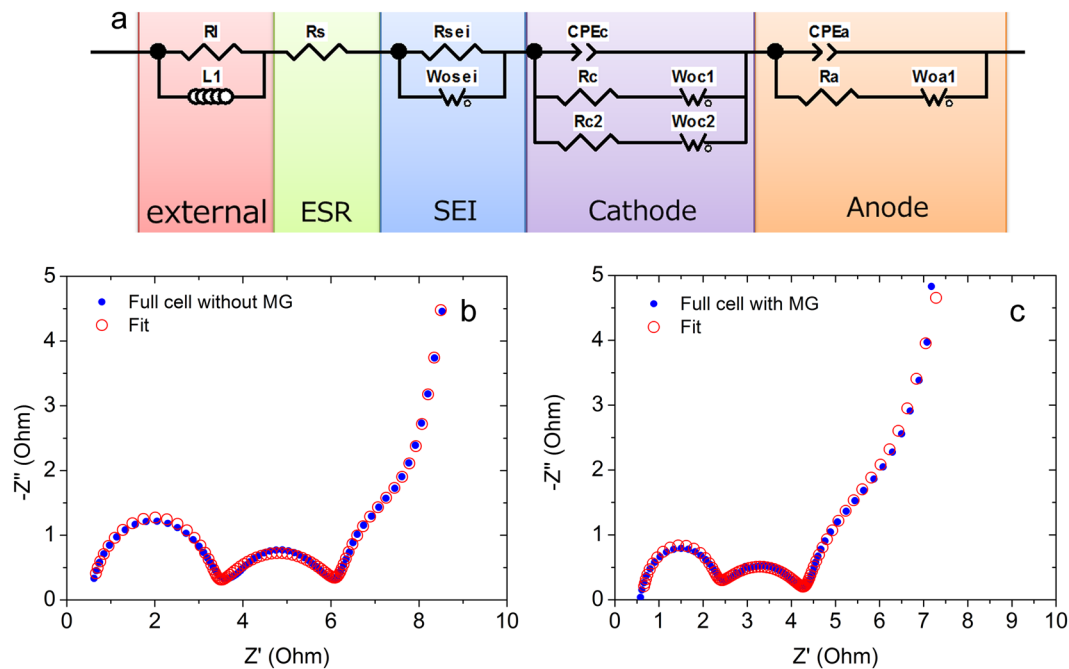 a
Rl
Rs
Rsei
CPEc
CPEa
L1
Wosei
Rc
Woc1
Ra
Woa1
Rc2
Woc2
external
ESR
SEI
Cathode
Anode
b
Full cell without MG
Fit
-Z'' (Ohm)
5
4
3
2
1
0
0 2 4 6 8 10
Z' (Ohm)
c
Full cell with MG
Fit
-Z'' (Ohm)
5
4
3
2
1
0
0 1 2 3 4 5 6 7 8 9 10
Z' (Ohm)